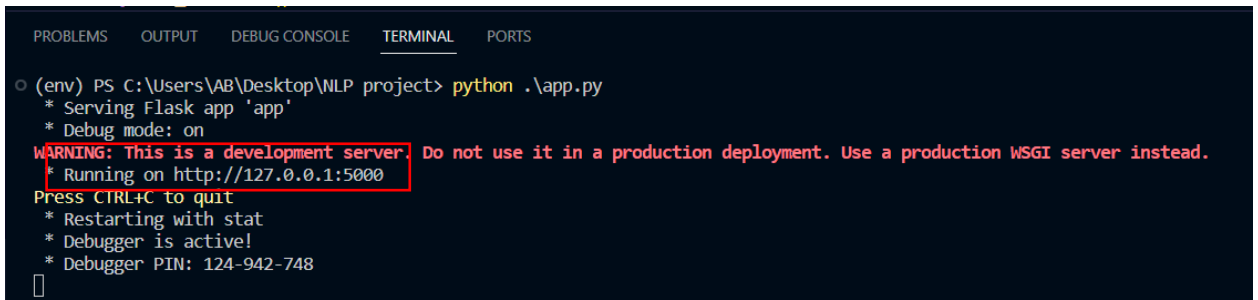 PROBLEMS OUTPUT DEBUG CONSOLE TERMINAL PORTS
(env) PS C:\Users\AB\Desktop\NLP project> python .\app.py
* Serving Flask app 'app'
* Debug mode: on
WARNING: This is a development server. Do not use it in a production deployment. Use a production WSGI server instead.
* Running on http://127.0.0.1:5000
Press CTRL+C to quit
* Restarting with stat
* Debugger is active!
* Debugger PIN: 124-942-748